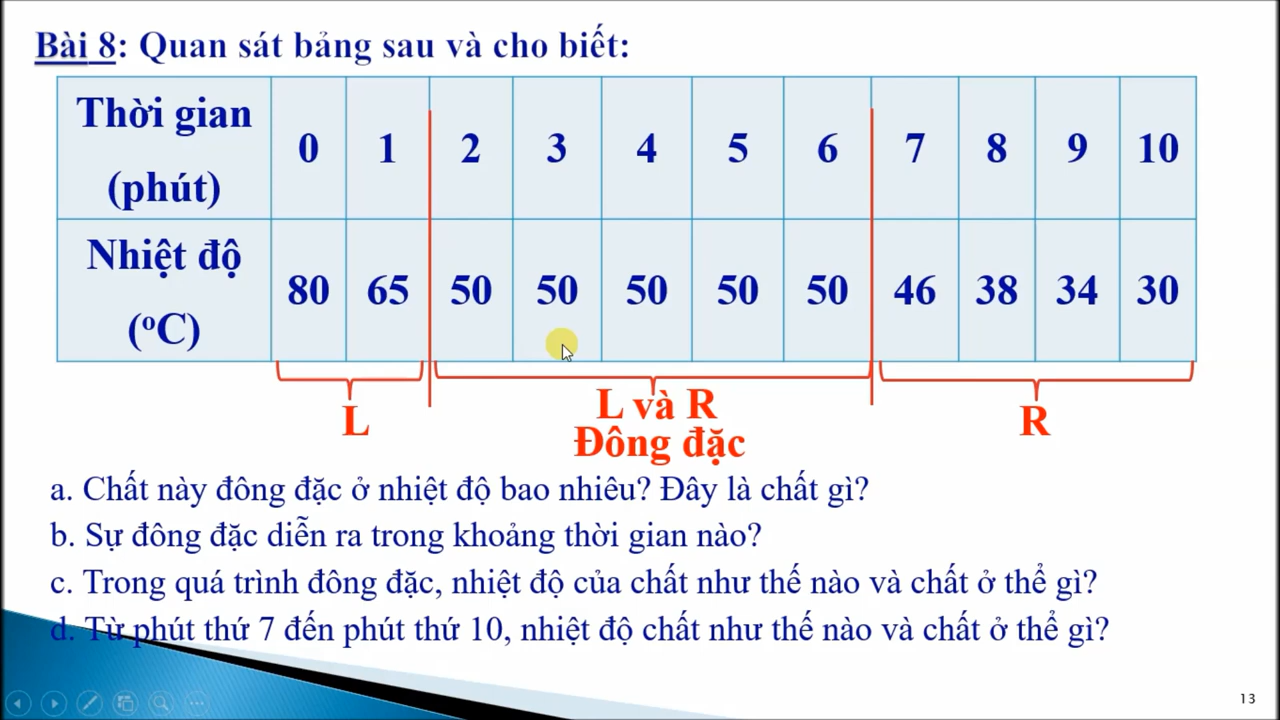 Bài 8: Quan sát bảng sau và cho biết:
Thời gian (phút) 0 1 2 3 4 5 6 7 8 9 10
Nhiệt độ (ºC) 80 65 50 50 50 50 50 46 38 34 30
L L và R R
Đông đặc
a. Chất này đông đặc ở nhiệt độ bao nhiêu? Đây là chất gì?
b. Sự đông đặc diễn ra trong khoảng thời gian nào?
c. Trong quá trình đông đặc, nhiệt độ của chất như thế nào và chất ở thể gì?
d. Từ phút thứ 7 đến phút thứ 10, nhiệt độ chất như thế nào và chất ở thể gì?
13